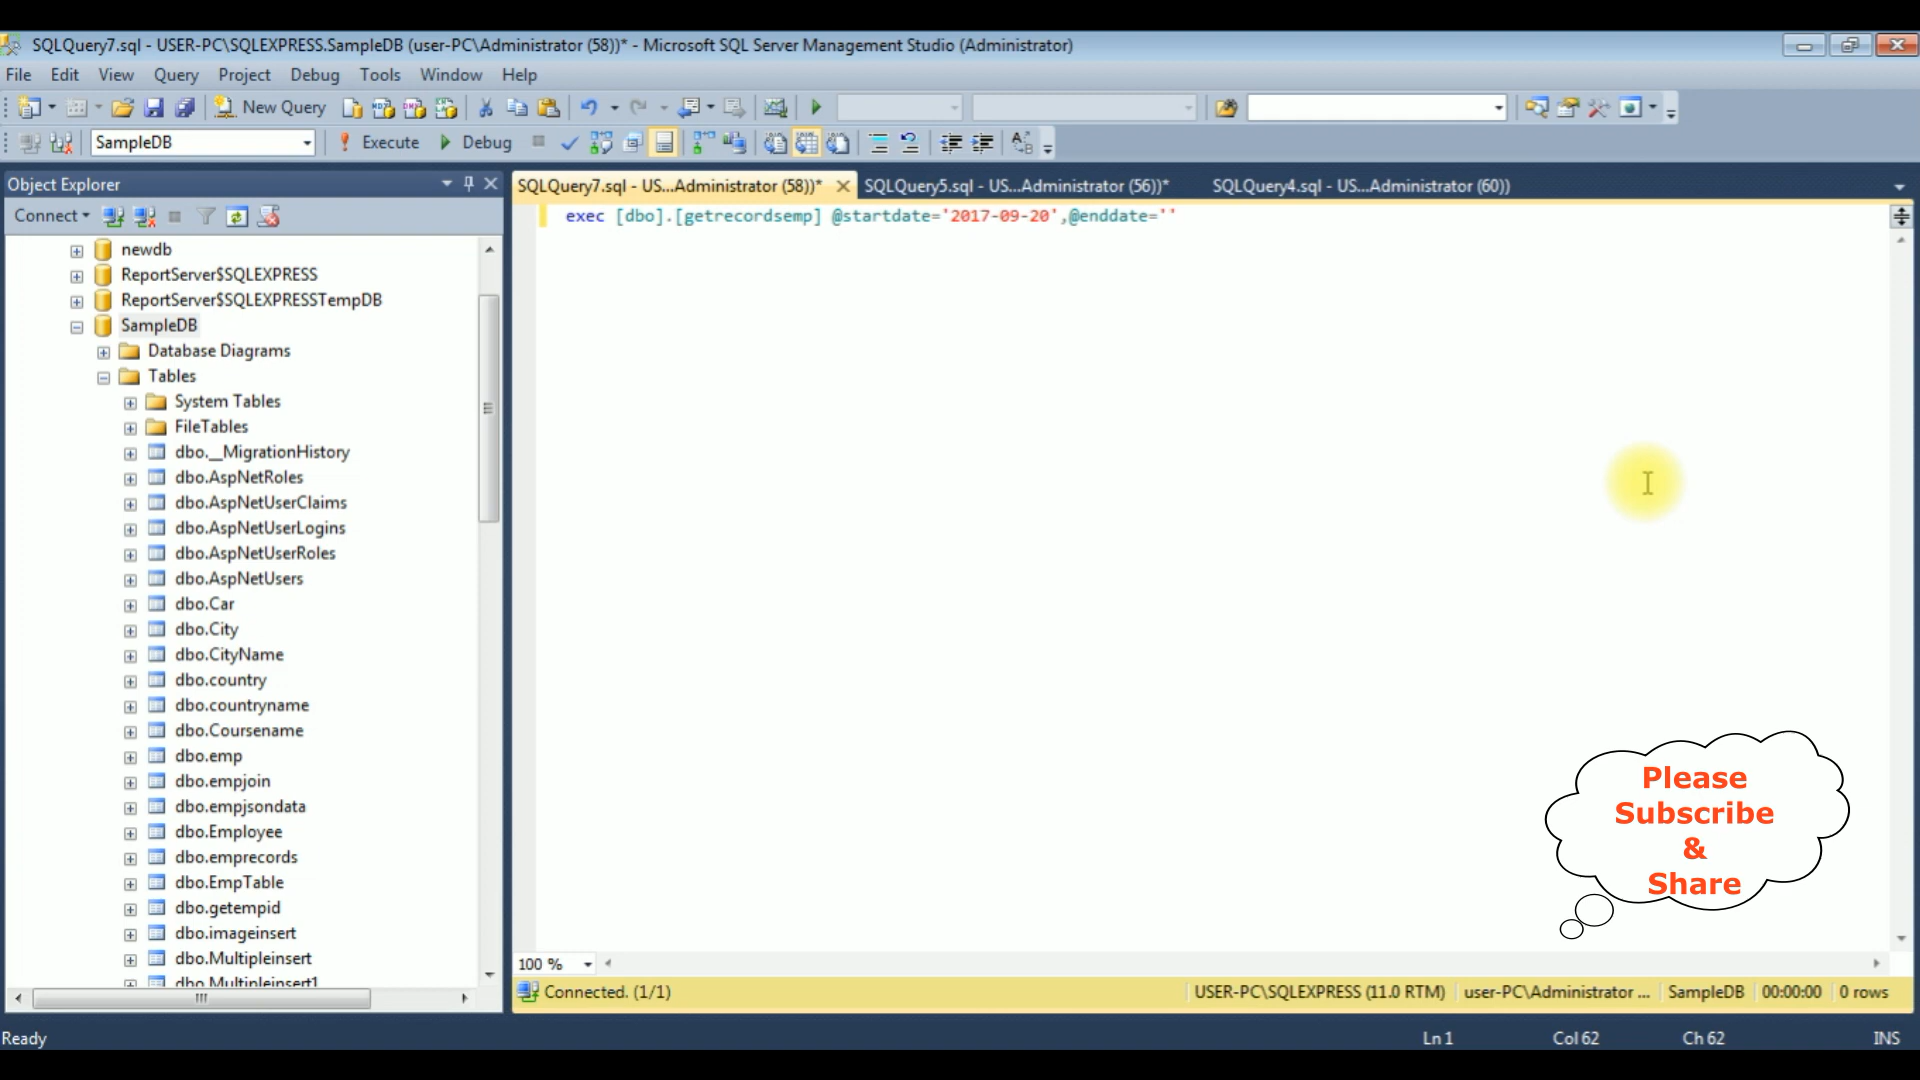 SQLQuery7.sql - USER-PC\SQLEXPRESS.SampleDB (user-PC\Administrator (58))* - Microsoft SQL Server Management Studio (Administrator)
File Edit View Query Project Debug Tools Window Help
New Query
SampleDB Execute Debug
Object Explorer
SQLQuery7.sql - US...Administrator (58))* SQLQuery5.sql - US...Administrator (56))* SQLQuery4.sql - US...Administrator (60))
Connect
exec [dbo].[getrecordsemp] @startdate='2017-09-20',@enddate=''
newdb
ReportServer$SQLEXPRESS
ReportServer$SQLEXPRESSTempDB
SampleDB
Database Diagrams
Tables
System Tables
FileTables
dbo.__MigrationHistory
dbo.AspNetRoles
dbo.AspNetUserClaims
dbo.AspNetUserLogins
dbo.AspNetUserRoles
dbo.AspNetUsers
dbo.Car
dbo.City
dbo.CityName
dbo.country
dbo.countryname
dbo.Coursename
dbo.emp
dbo.empjoin
dbo.empjsondata
dbo.Employee
dbo.emprecords
dbo.EmpTable
dbo.getempid
dbo.imageinsert
dbo.Multipleinsert
dbo.Multipleinsert1
Please
Subscribe
&
Share
100 %
Connected. (1/1) USER-PC\SQLEXPRESS (11.0 RTM) user-PC\Administrator ... SampleDB 00:00:00 0 rows
Ready Ln 1 Col 62 Ch 62 INS